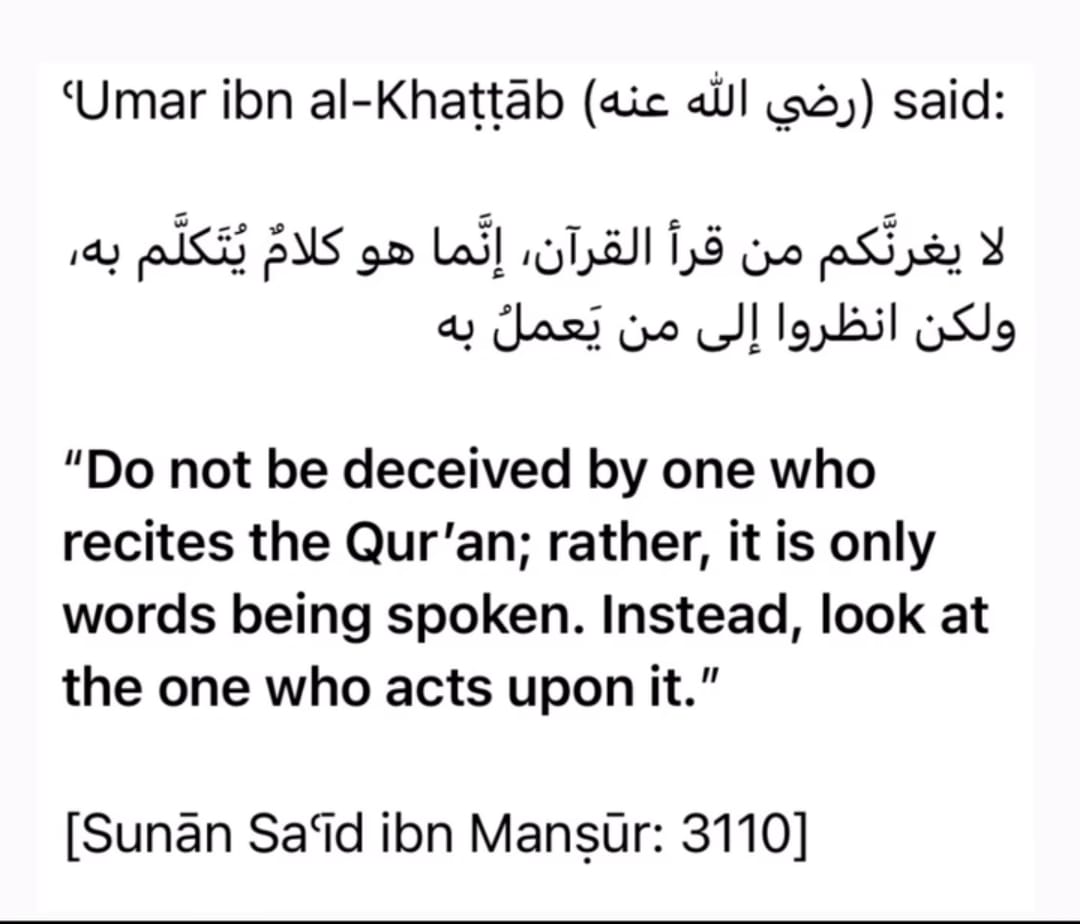 ʿUmar ibn al-Khaṭṭāb (رضي الله عنه) said:
لا يغرنَّكم من قرأ القرآن، إنَّما هو كلامٌ يُتَكلَّم به،
ولكن انظروا إلى من يَعملُ به
“Do not be deceived by one who
recites the Qur’an; rather, it is only
words being spoken. Instead, look at
the one who acts upon it.”
[Sunān Saʿīd ibn Manṣūr: 3110]